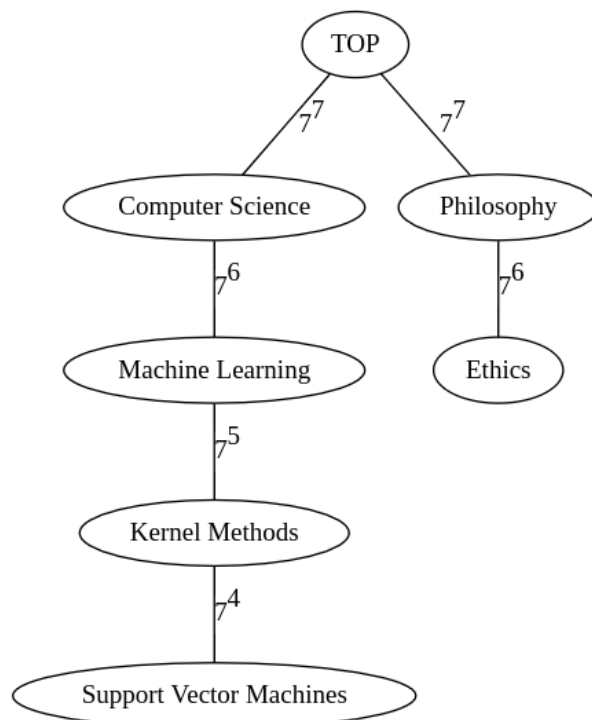 TOP
7^7 7^7
Computer Science Philosophy
7^6 7^6
Machine Learning Ethics
7^5
Kernel Methods
7^4
Support Vector Machines